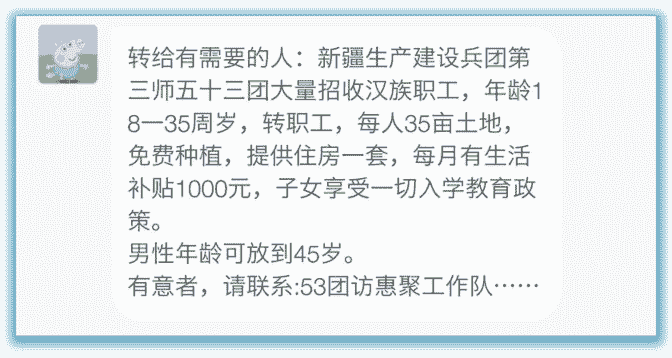 转给有需要的人：新疆生产建设兵团第
三师五十三团大量招收汉族职工，年龄1
8一35周岁，转职工，每人35亩土地，
免费种植，提供住房一套，每月有生活
补贴1000元，子女享受一切入学教育政
策。
男性年龄可放到45岁。
有意者，请联系:53团访惠聚工作队……